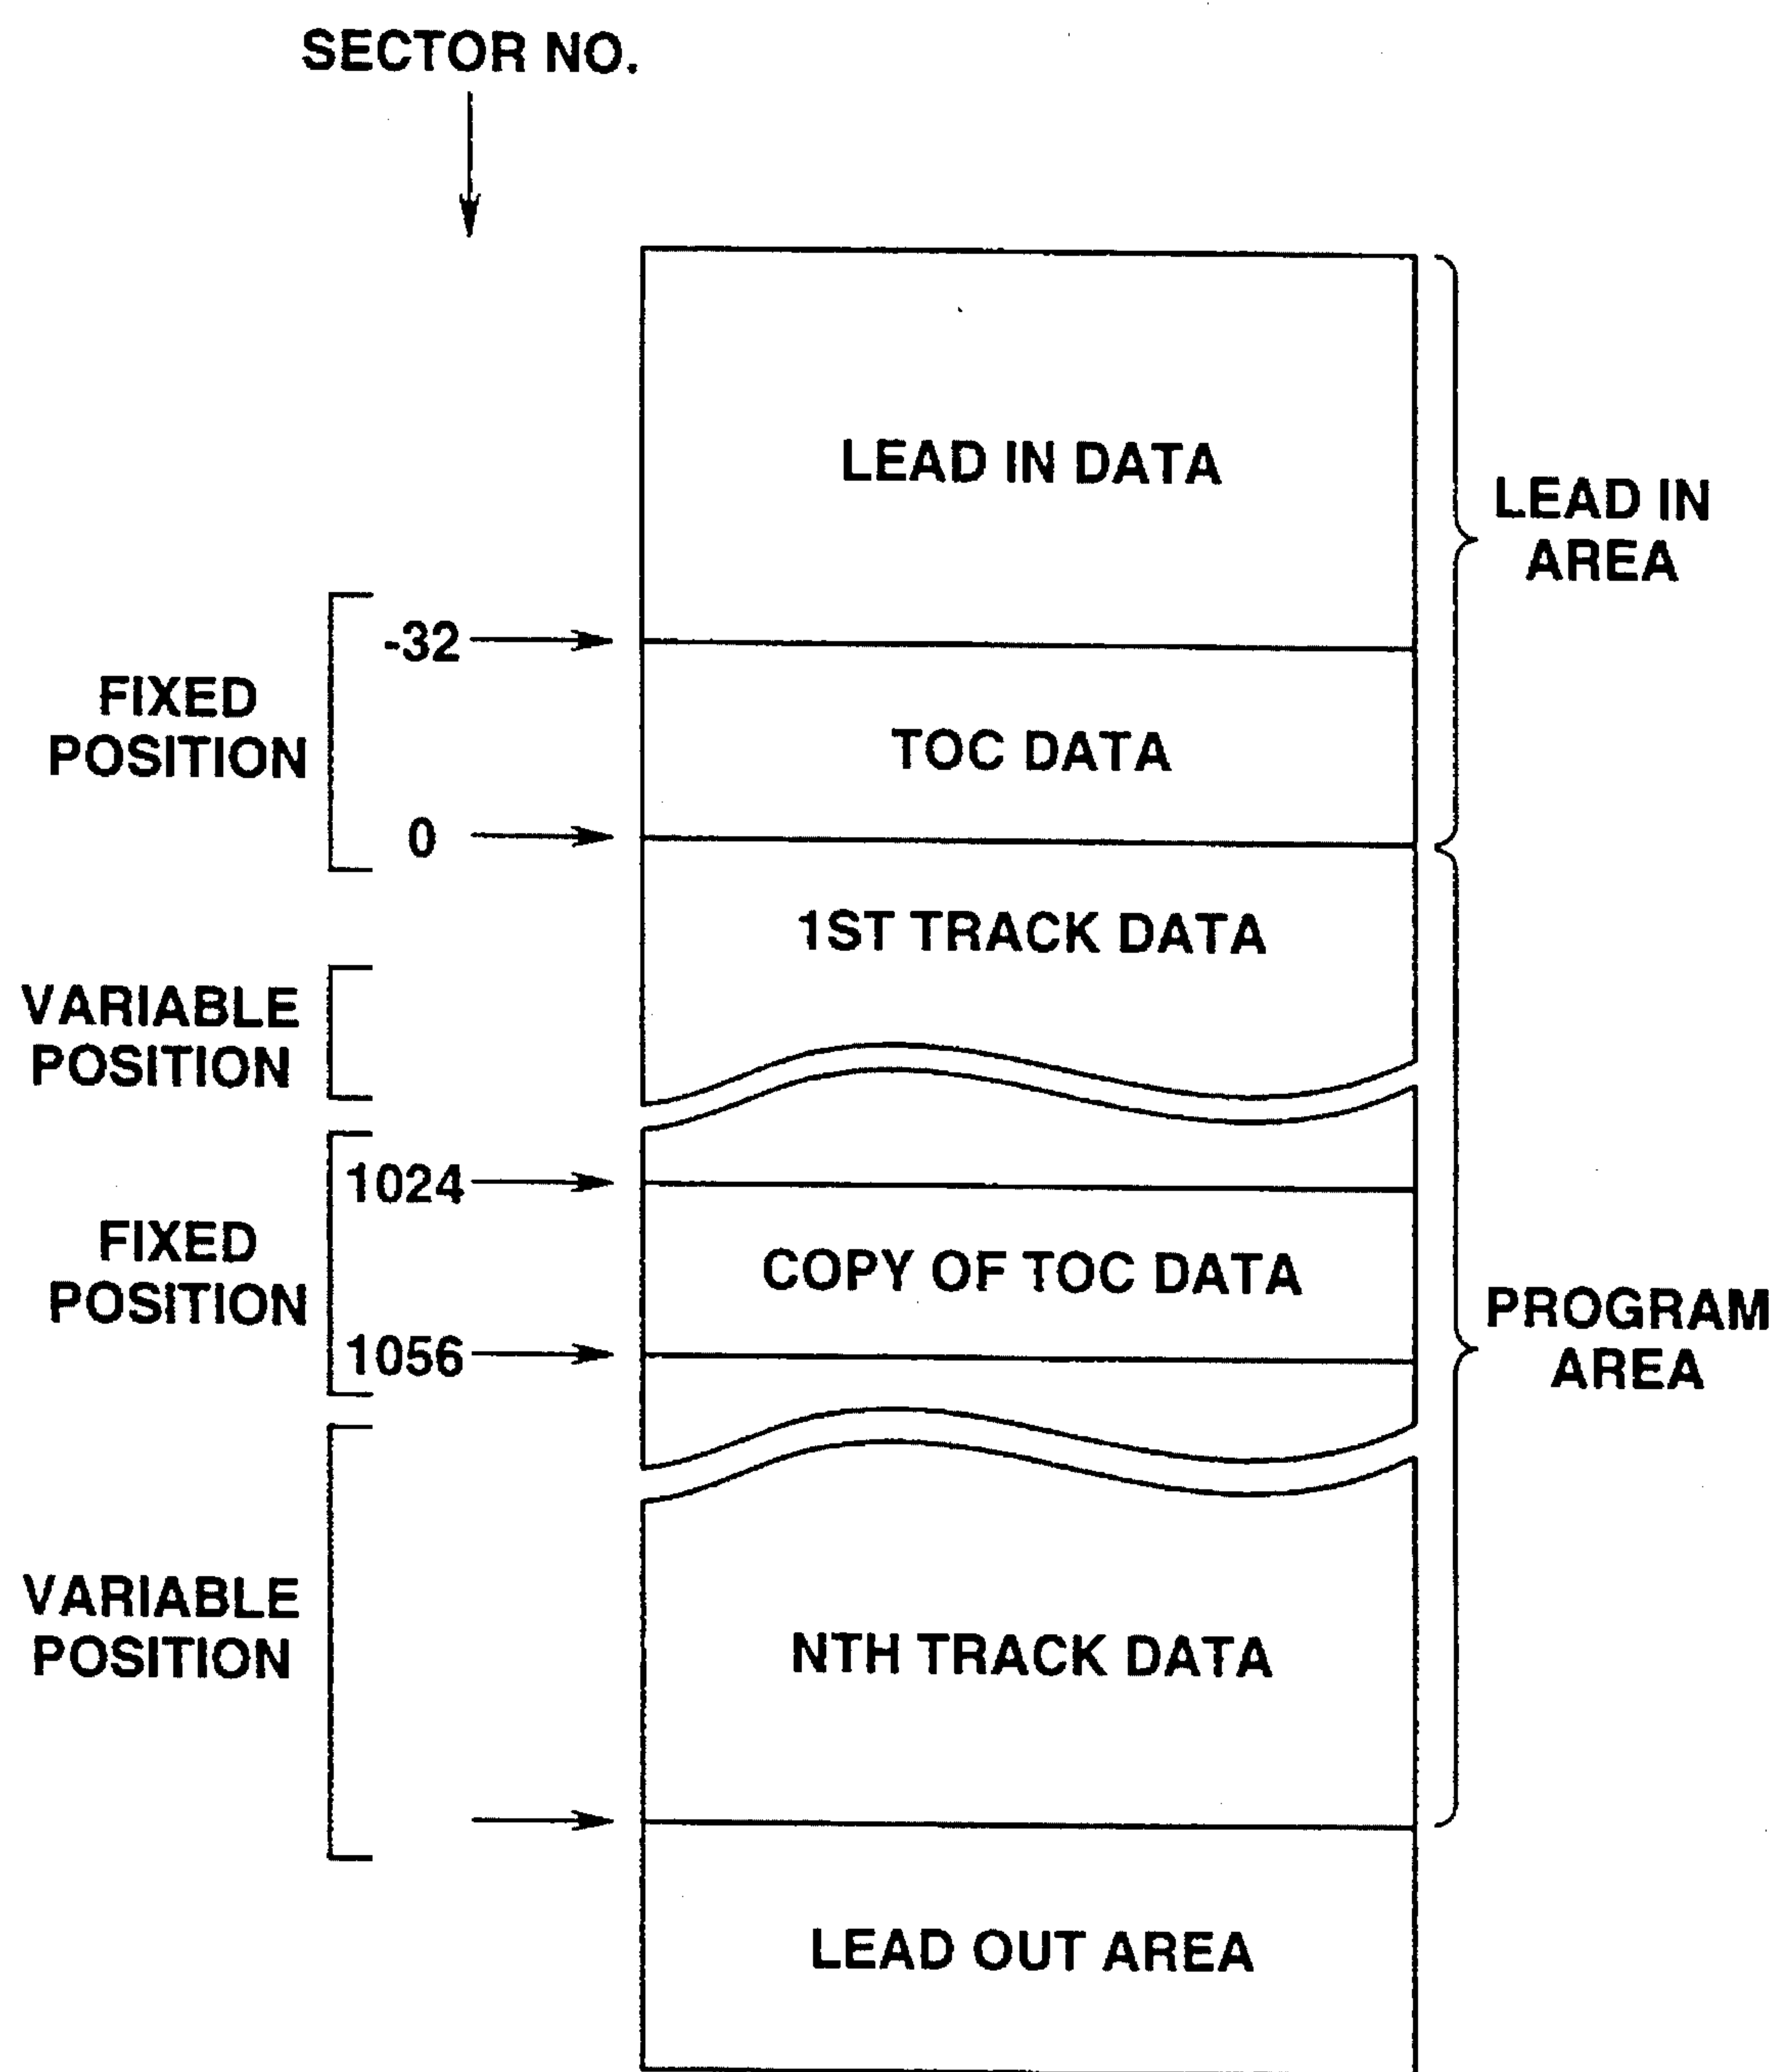 SECTOR NO.
LEAD IN DATA
LEAD IN
AREA
-32
FIXED
POSITION
TOC DATA
0
1ST TRACK DATA
VARIABLE
POSITION
1024
FIXED
POSITION
COPY OF TOC DATA
1056
PROGRAM
AREA
VARIABLE
POSITION
NTH TRACK DATA
LEAD OUT AREA